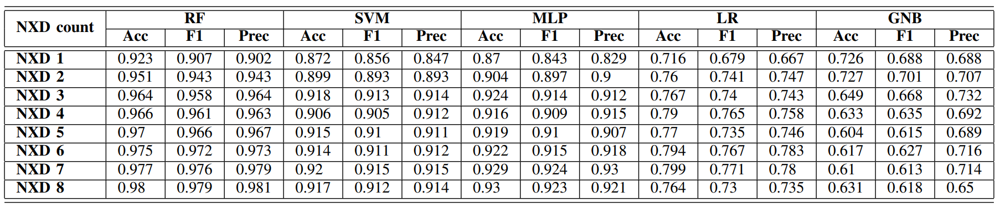 NXD count RF SVM MLP LR GNB
Acc F1 Prec Acc F1 Prec Acc F1 Prec Acc F1 Prec Acc F1 Prec
NXD 1 0.923 0.907 0.902 0.872 0.856 0.847 0.87 0.843 0.829 0.716 0.679 0.667 0.726 0.688 0.688
NXD 2 0.951 0.943 0.943 0.899 0.893 0.893 0.904 0.897 0.9 0.76 0.741 0.747 0.727 0.701 0.707
NXD 3 0.964 0.958 0.964 0.918 0.913 0.914 0.924 0.914 0.912 0.767 0.74 0.743 0.649 0.668 0.732
NXD 4 0.966 0.961 0.963 0.906 0.905 0.912 0.916 0.909 0.915 0.79 0.765 0.758 0.633 0.635 0.692
NXD 5 0.97 0.966 0.967 0.915 0.91 0.911 0.919 0.91 0.907 0.77 0.735 0.746 0.604 0.615 0.689
NXD 6 0.975 0.972 0.973 0.914 0.911 0.912 0.922 0.915 0.918 0.794 0.767 0.783 0.617 0.627 0.716
NXD 7 0.977 0.976 0.979 0.92 0.915 0.915 0.929 0.924 0.93 0.799 0.771 0.78 0.61 0.613 0.714
NXD 8 0.98 0.979 0.981 0.917 0.912 0.914 0.93 0.923 0.921 0.764 0.73 0.735 0.631 0.618 0.65